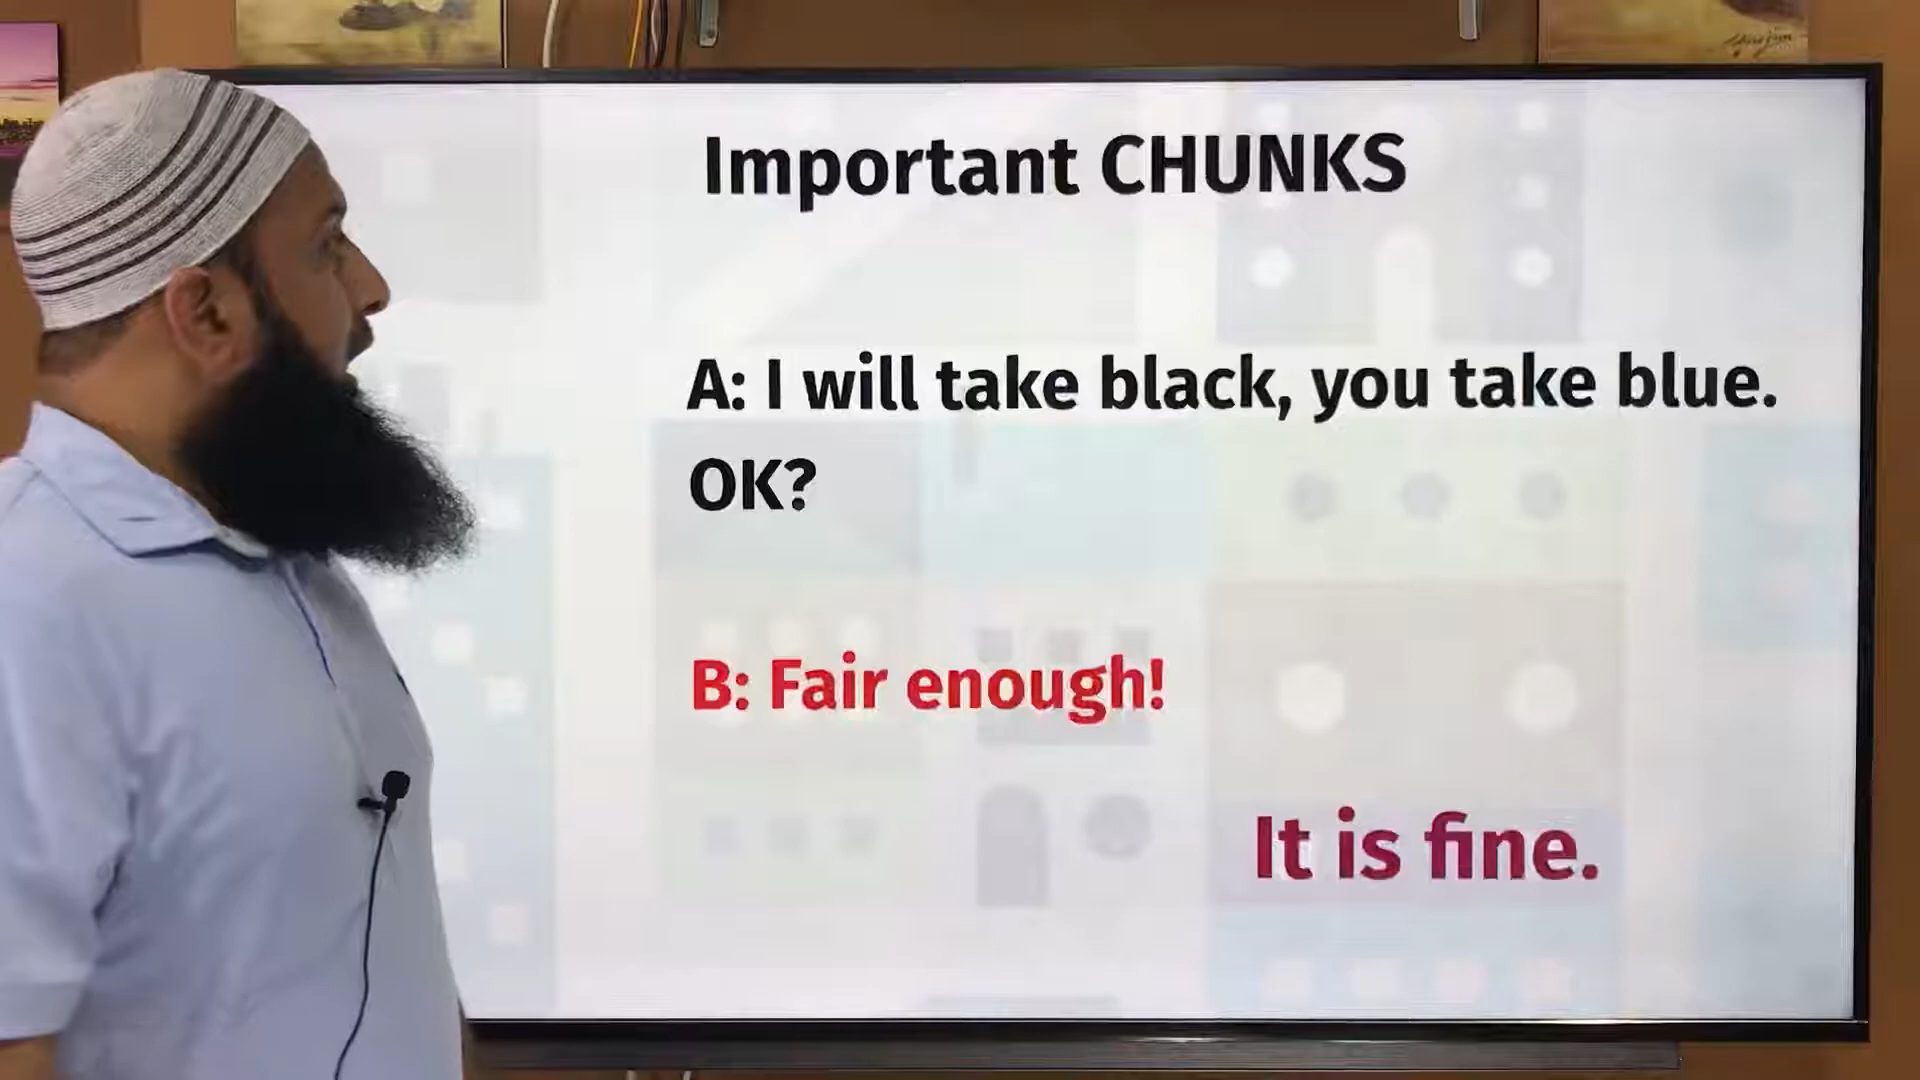 Important CHUNKS
A: I will take black, you take blue.
OK?
B: Fair enough!
It is fine.